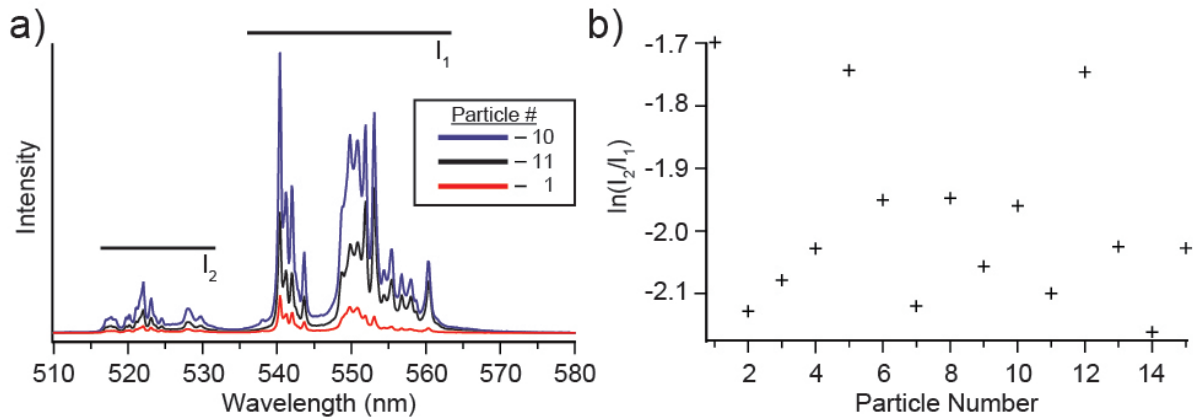 a)
I1
Particle #
– 10
– 11
– 1
I2
Intensity
510 520 530 540 550 560 570 580
Wavelength (nm)
b)
-1.7
-1.8
-1.9
-2.0
-2.1
ln(I2/I1)
2 4 6 8 10 12 14
Particle Number